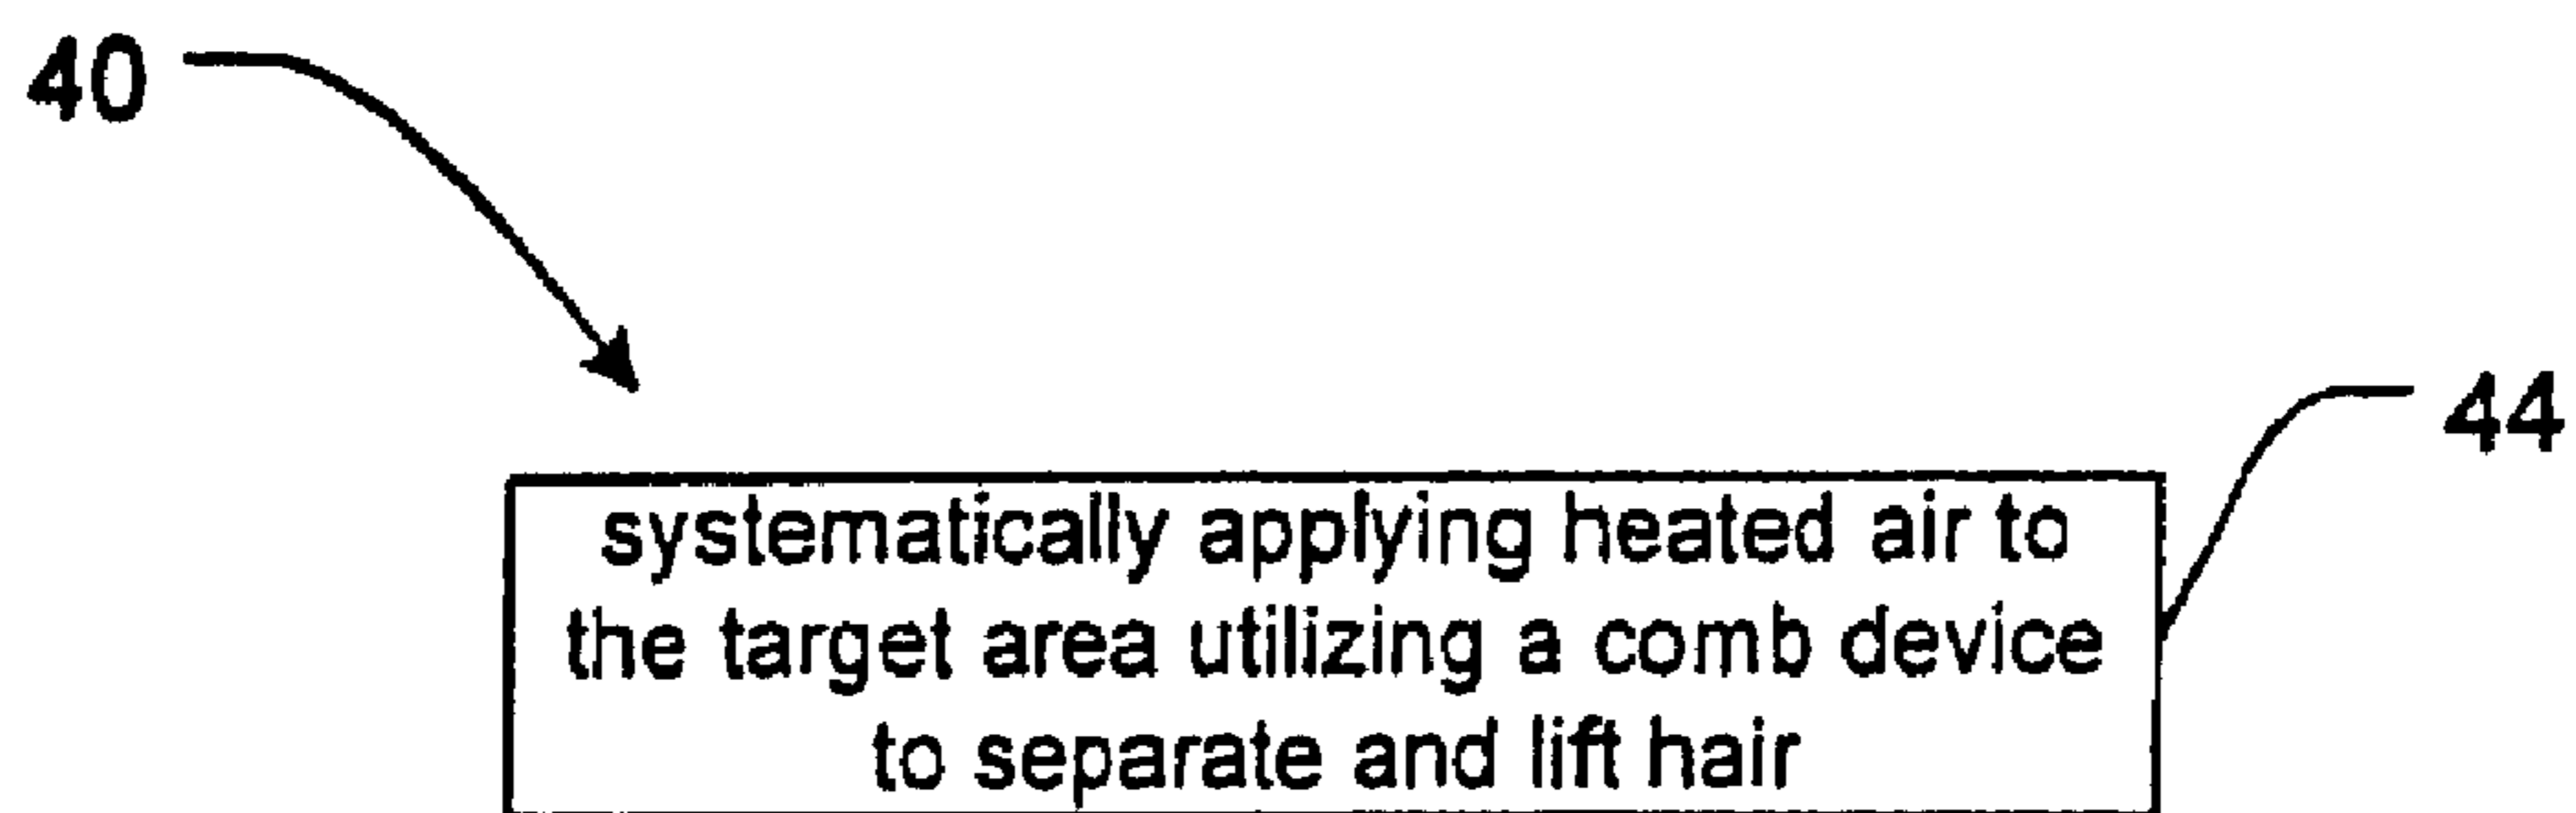 40
44
systematically applying heated air to
the target area utilizing a comb device
to separate and lift hair